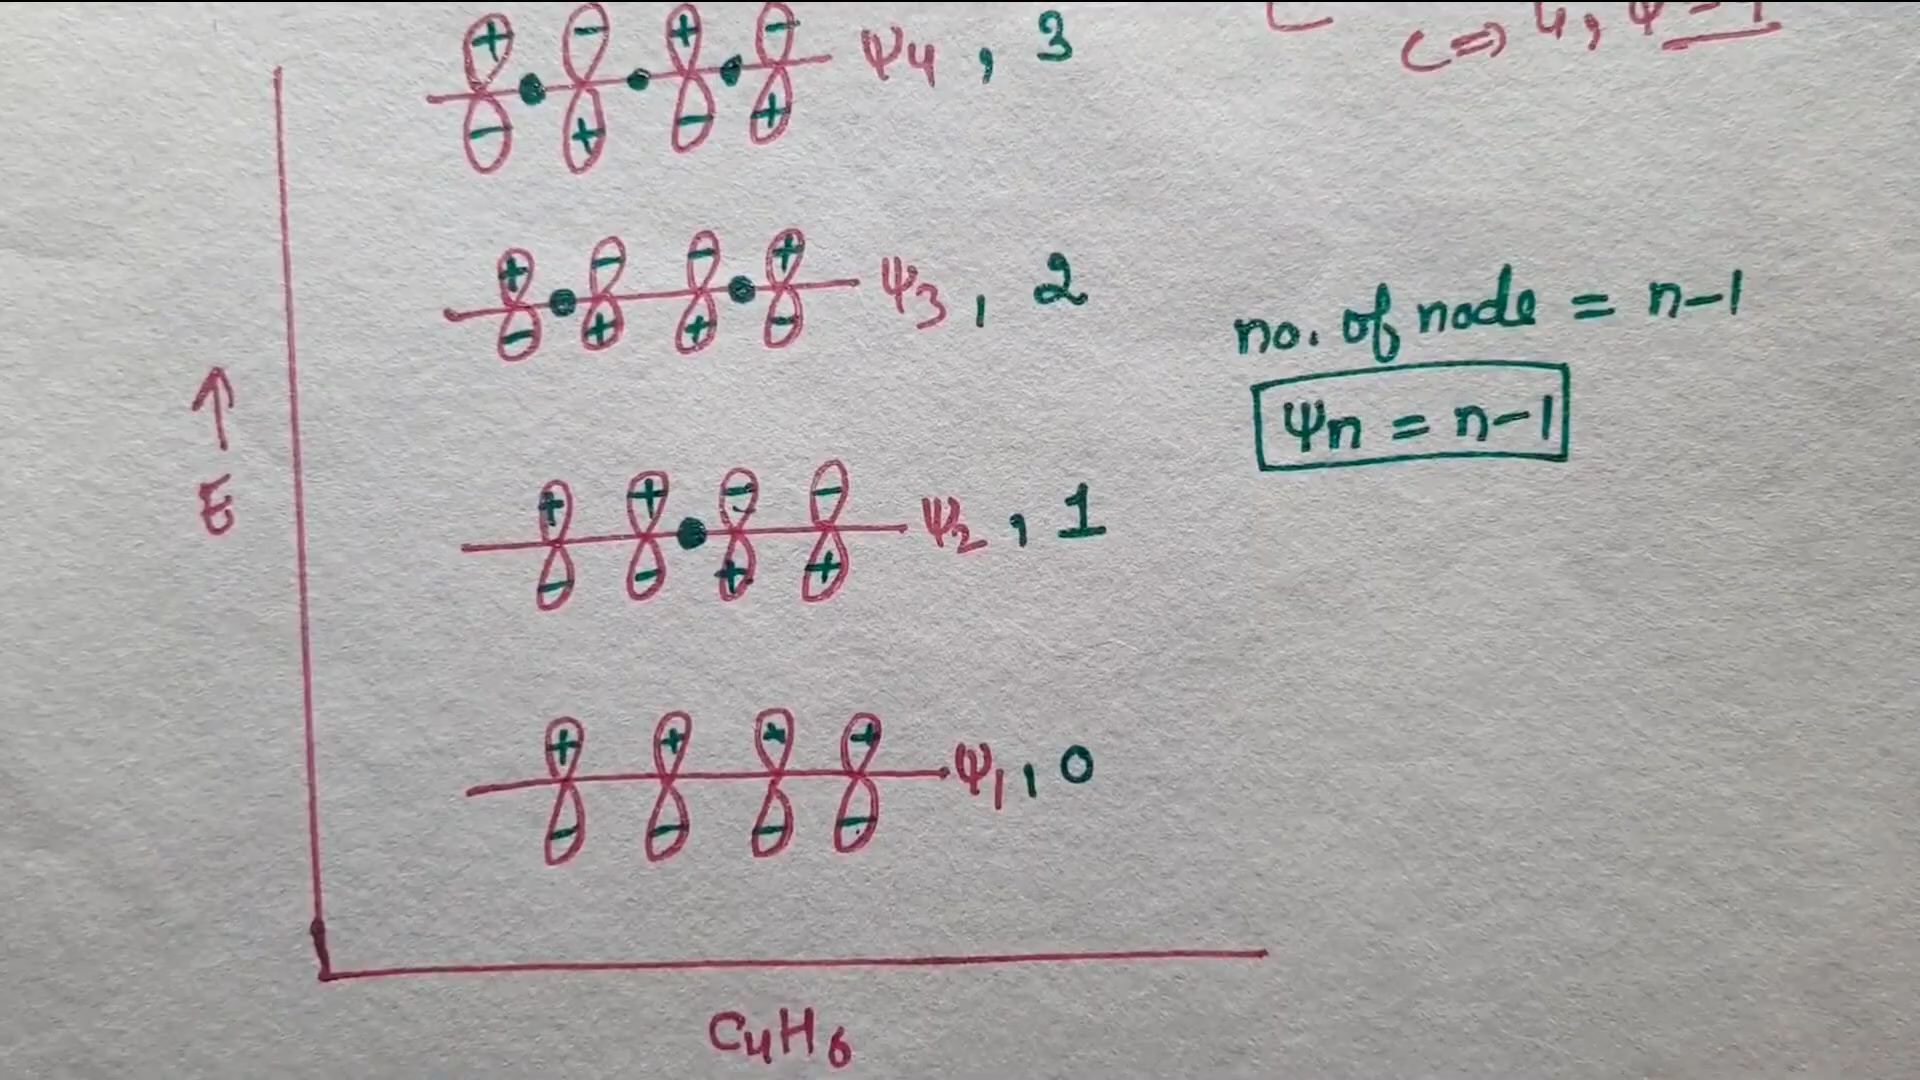 + - + - ψ4 , 3
- + - +
+ - - + ψ3 , 2
- + + -
no. of node = n-1
ψn = n-1
↑
E
+ + - - ψ2 , 1
- - + +
+ + + + ψ1 , 0
- - - -
C4H6